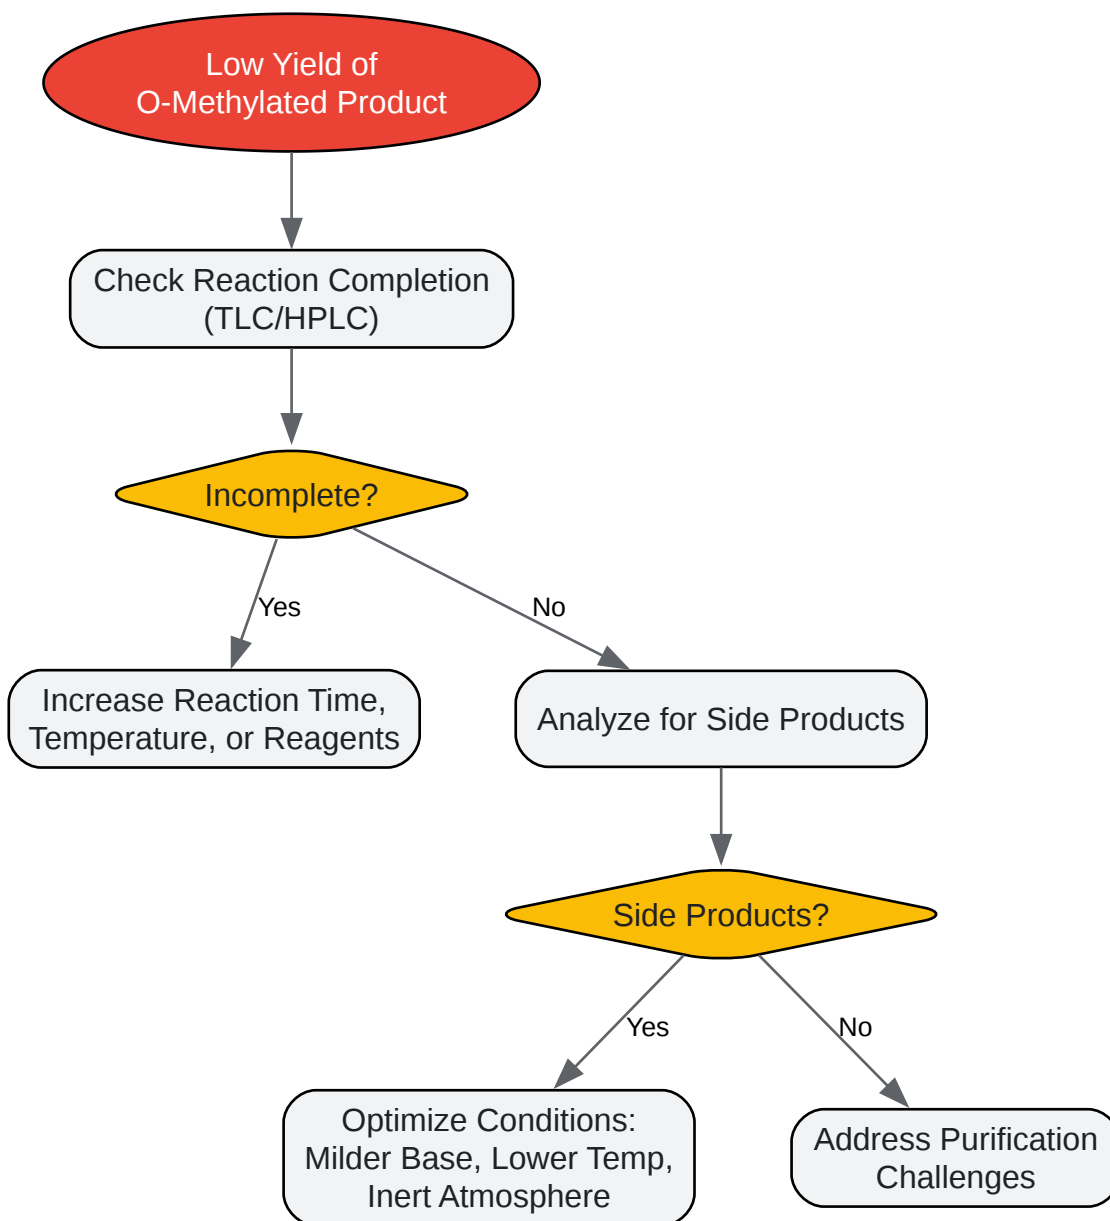 Low Yield of
O-Methylated Product
Check Reaction Completion
(TLC/HPLC)
Incomplete?
Yes
No
Increase Reaction Time,
Temperature, or Reagents
Analyze for Side Products
Side Products?
Yes
No
Optimize Conditions:
Milder Base, Lower Temp,
Inert Atmosphere
Address Purification
Challenges